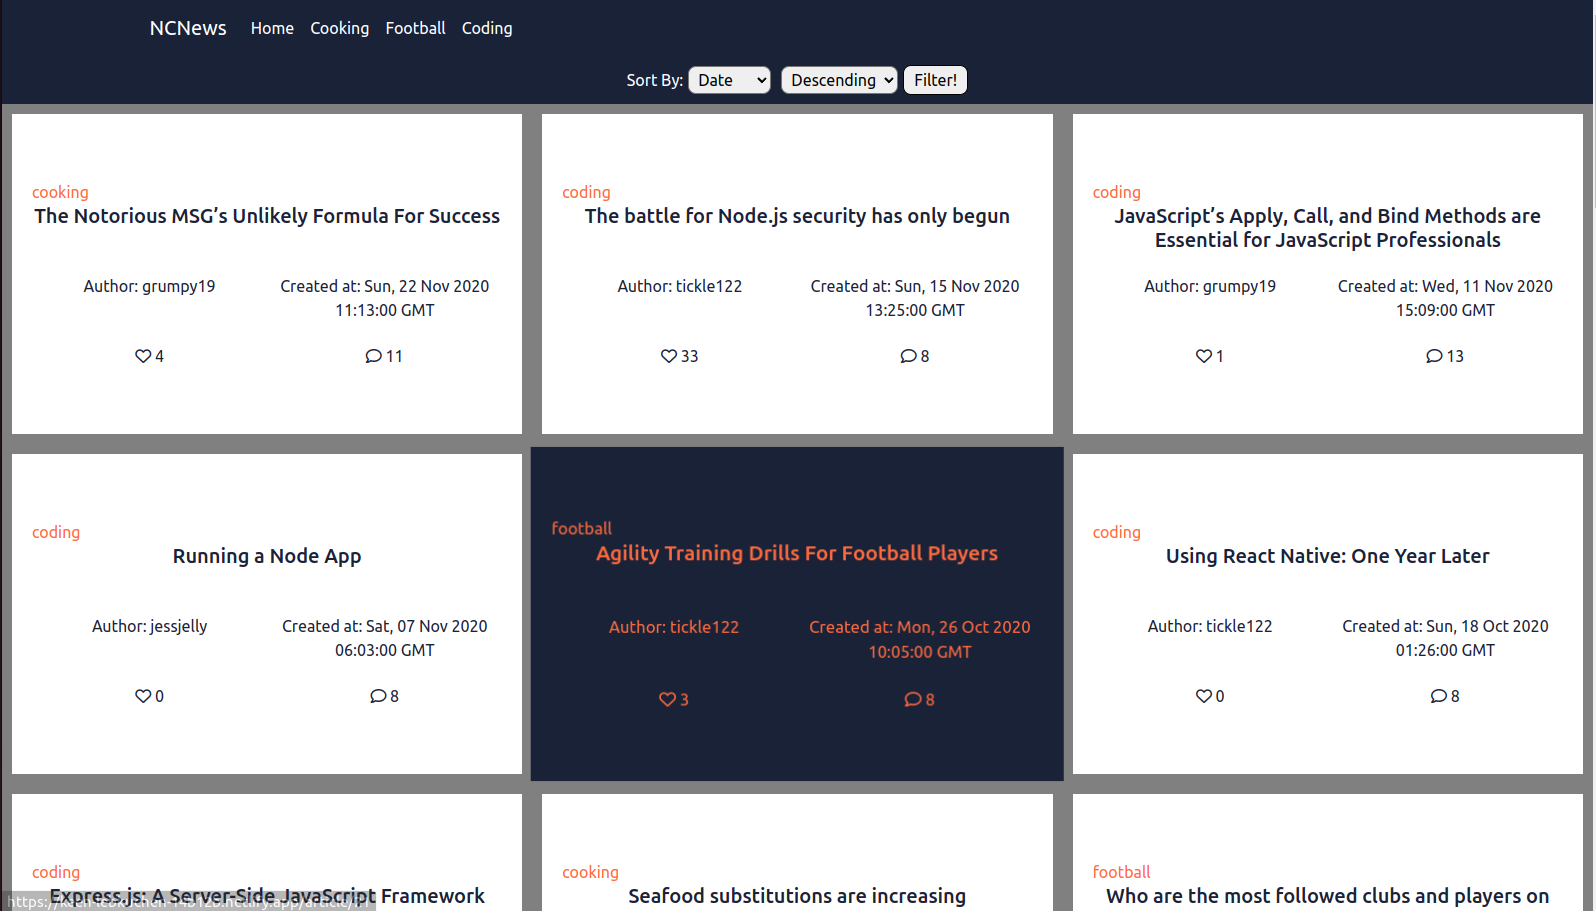 NCNews Home Cooking Football Coding
Sort By: Date Descending Filter!
cooking
The Notorious MSG’s Unlikely Formula For Success
Author: grumpy19
Created at: Sun, 22 Nov 2020
11:13:00 GMT
4
11
coding
The battle for Node.js security has only begun
Author: tickle122
Created at: Sun, 15 Nov 2020
13:25:00 GMT
33
8
coding
JavaScript’s Apply, Call, and Bind Methods are
Essential for JavaScript Professionals
Author: grumpy19
Created at: Wed, 11 Nov 2020
15:09:00 GMT
1
13
coding
Running a Node App
Author: jessjelly
Created at: Sat, 07 Nov 2020
06:03:00 GMT
0
8
football
Agility Training Drills For Football Players
Author: tickle122
Created at: Mon, 26 Oct 2020
10:05:00 GMT
3
8
coding
Using React Native: One Year Later
Author: tickle122
Created at: Sun, 18 Oct 2020
01:26:00 GMT
0
8
coding
Express.js: A Server-Side JavaScript Framework
cooking
Seafood substitutions are increasing
football
Who are the most followed clubs and players on